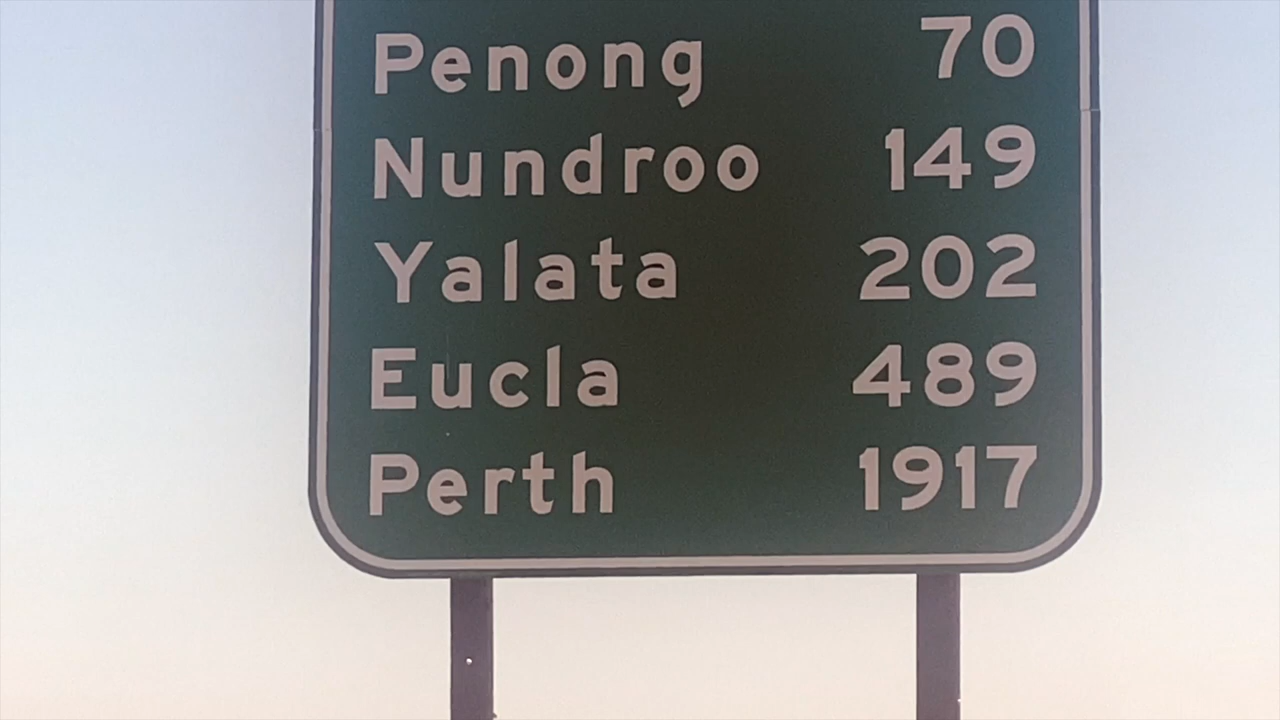 Penong 70
Nundroo 149
Yalata 202
Eucla 489
Perth 1917